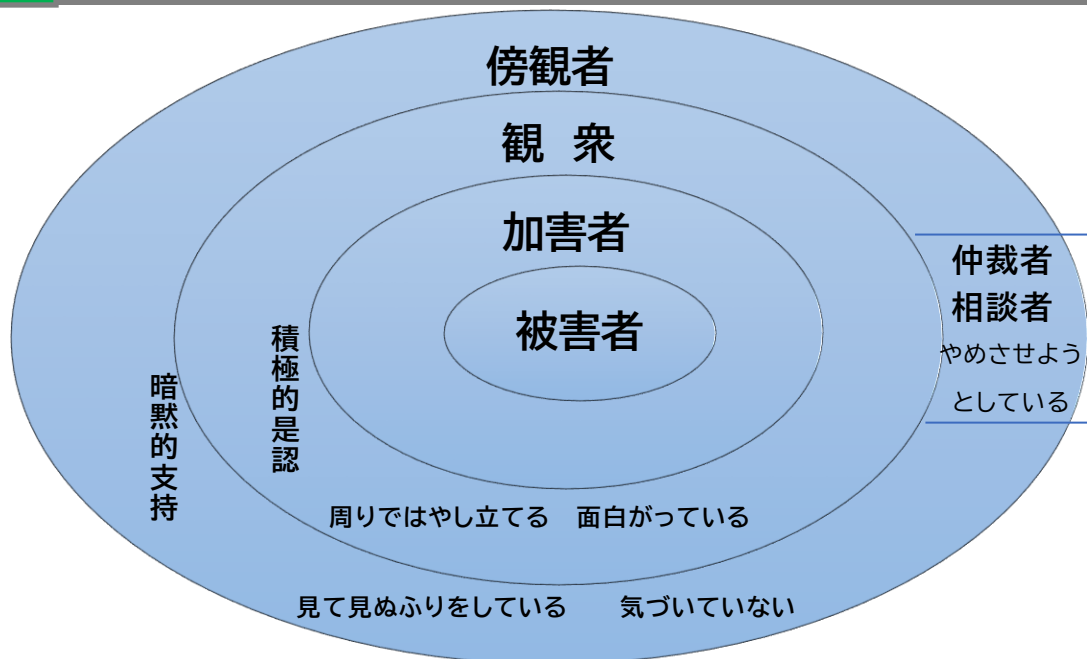 傍観者
観 衆
加害者
被害者
仲裁者
相談者
やめさせよう
としている
積極的是認
暗黙的支持
周りではやし立てる 面白がっている
見て見ぬふりをしている 気づいていない